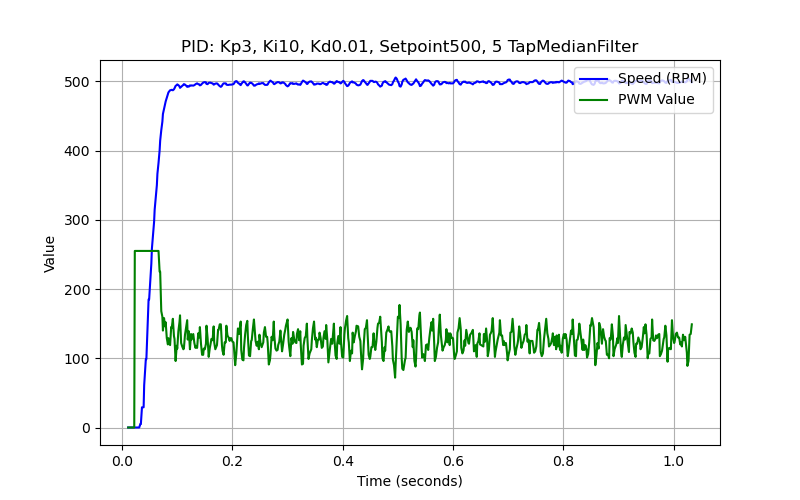 PID: Kp3, Ki10, Kd0.01, Setpoint500, 5 TapMedianFilter
Speed (RPM)
PWM Value
Value
500
400
300
200
100
0
0.0 0.2 0.4 0.6 0.8 1.0
Time (seconds)